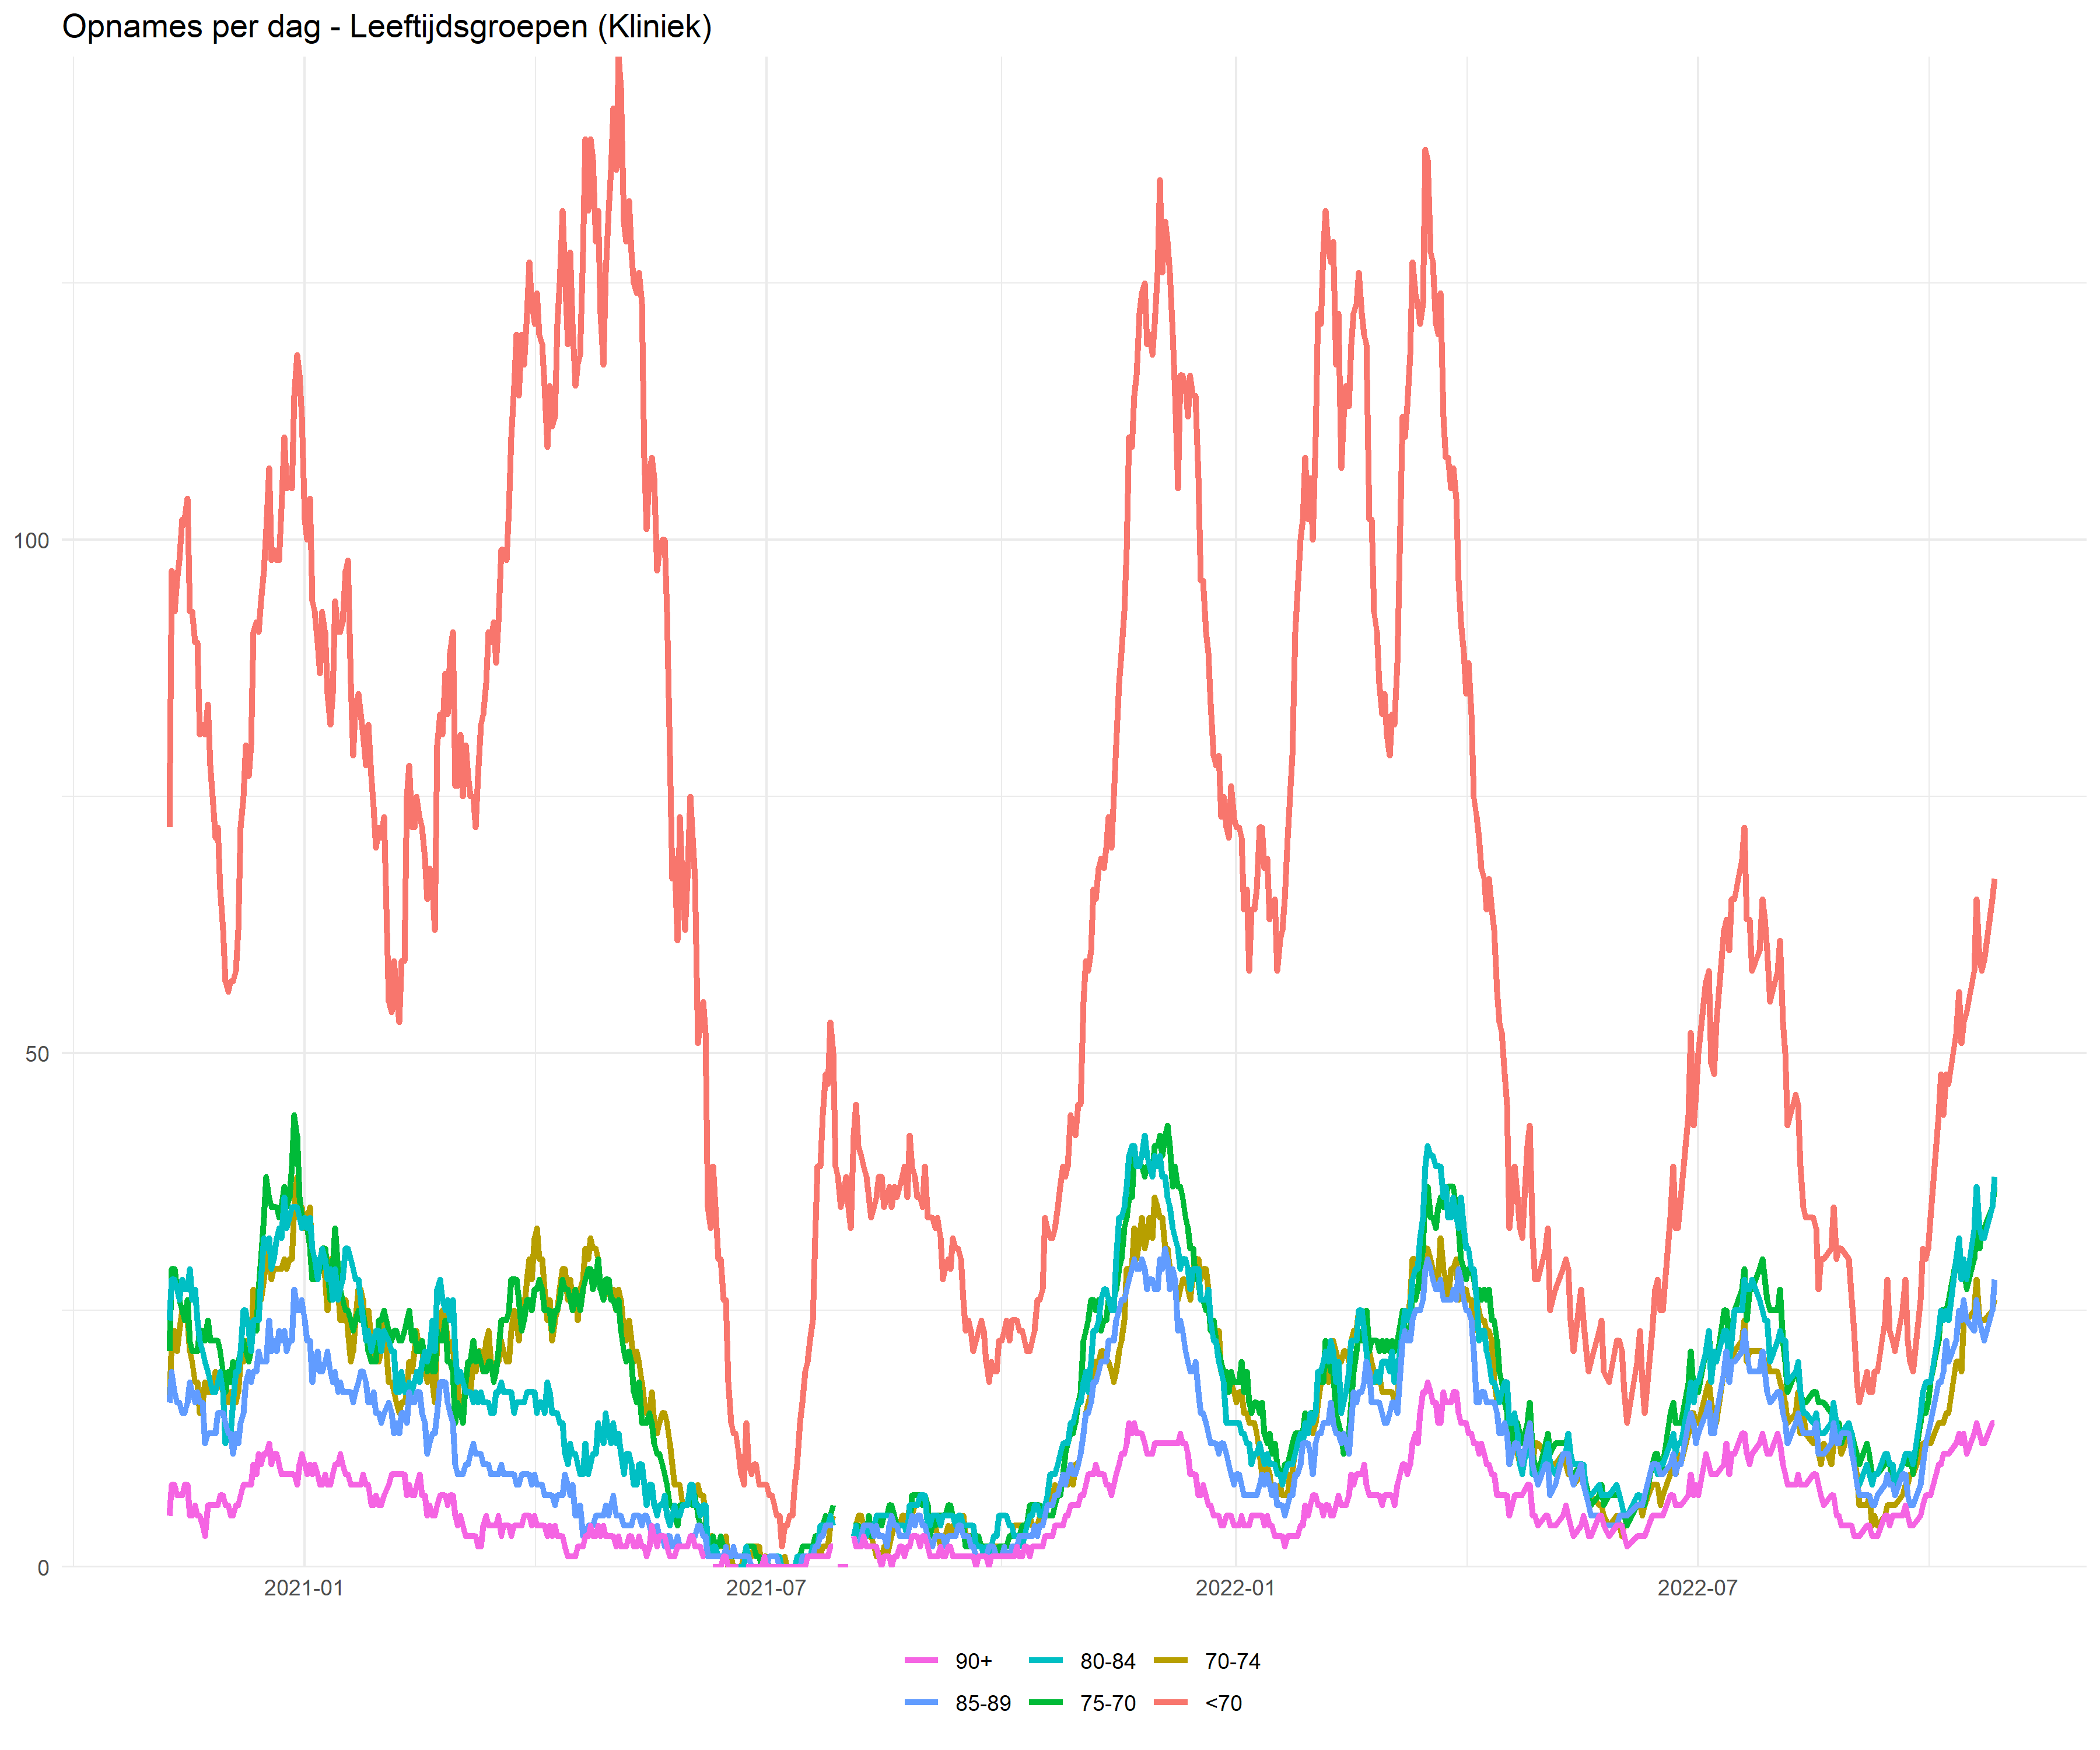 Opnames per dag - Leeftijdsgroepen (Kliniek)
100
50
0
2021-01 2021-07 2022-01 2022-07
90+ 80-84 70-74
85-89 75-70 <70